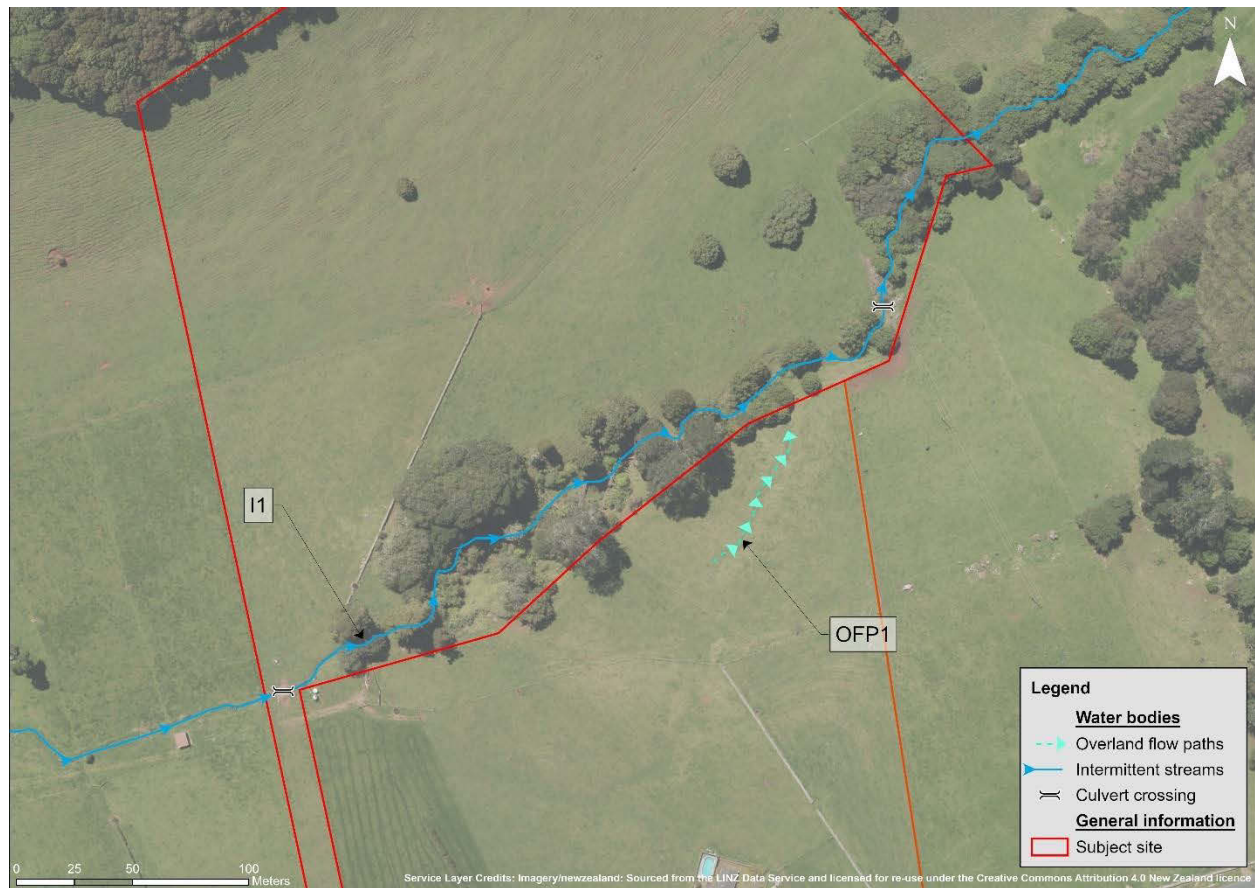 N
I1
OFP1
Legend
Water bodies
Overland flow paths
Intermittent streams
Culvert crossing
General information
Subject site
0 25 50 100
Meters
Service Layer Credits: Imagery/newzealand: Sourced from the LINZ Data Service and licensed for re-use under the Creative Commons Attribution 4.0 New Zealand licence